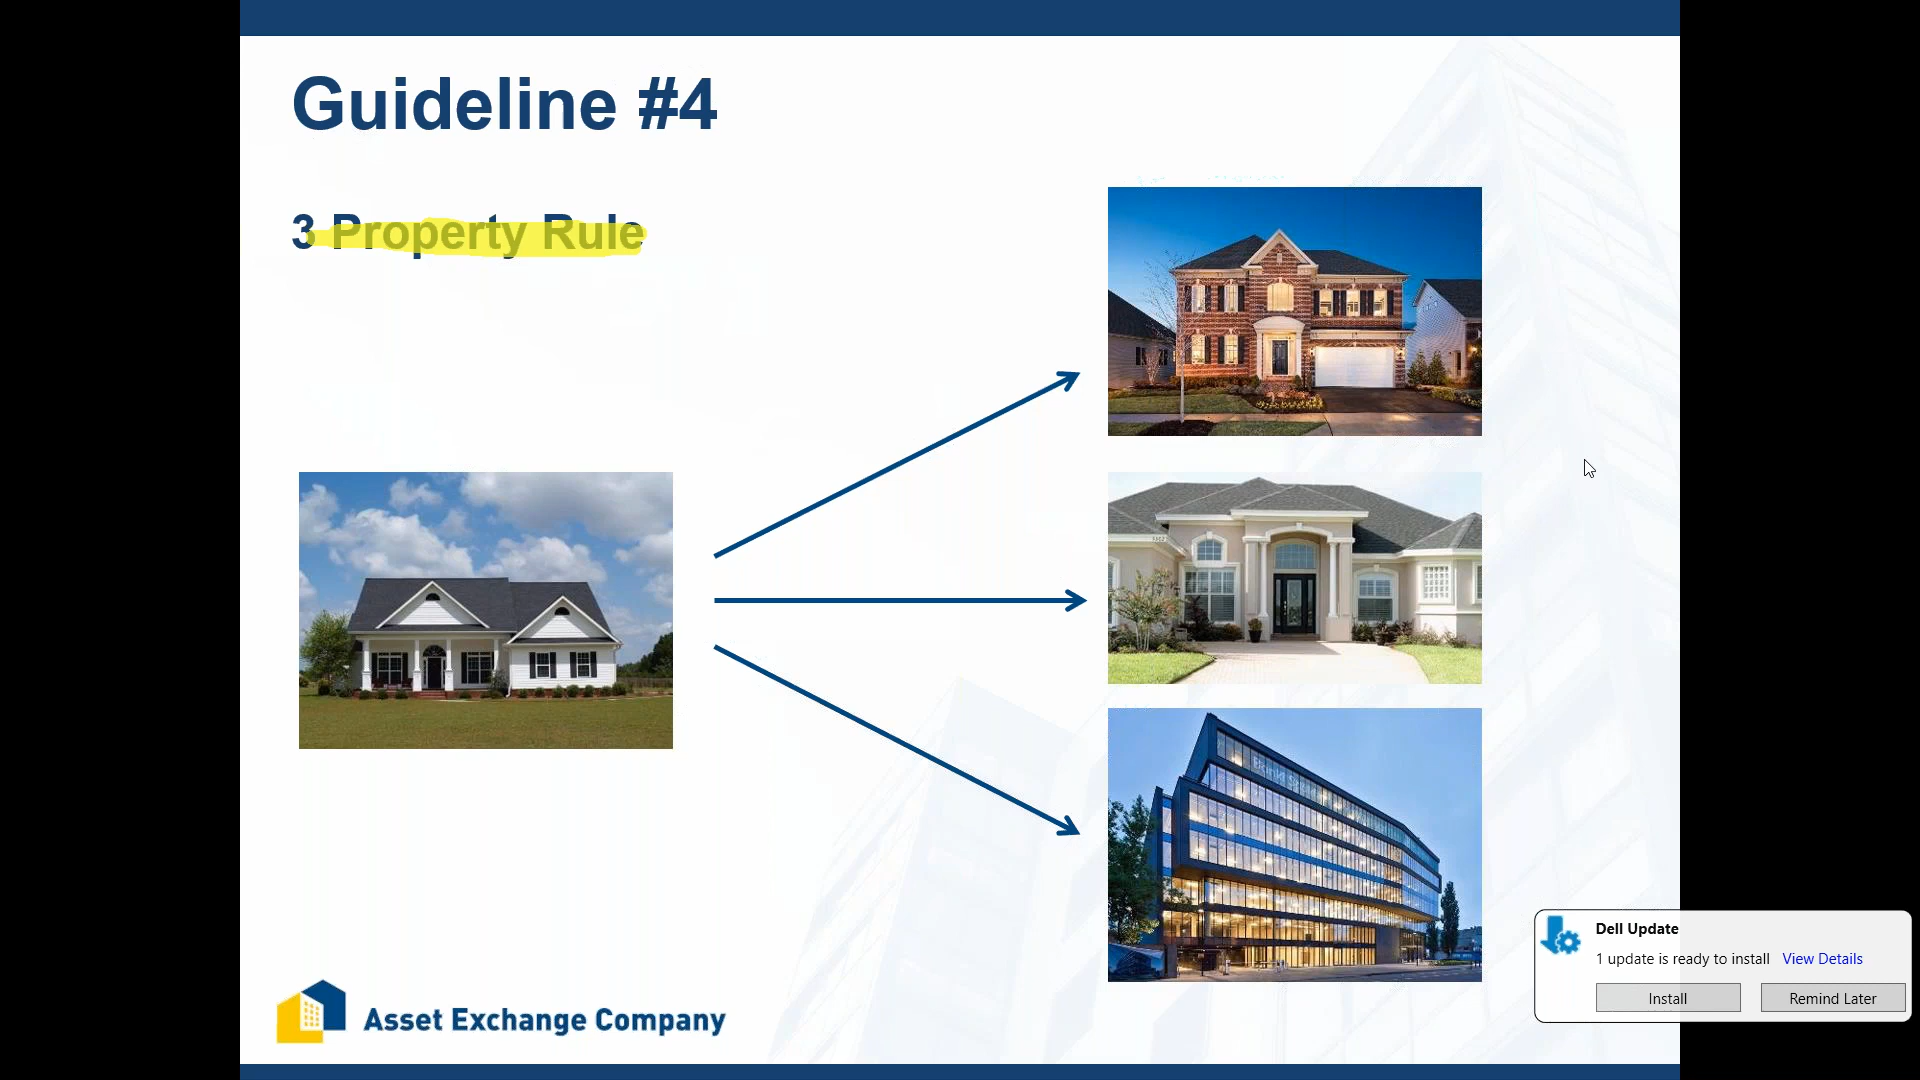 Guideline #4
3 Property Rule
Asset Exchange Company
Dell Update
1 update is ready to install View Details
Install Remind Later